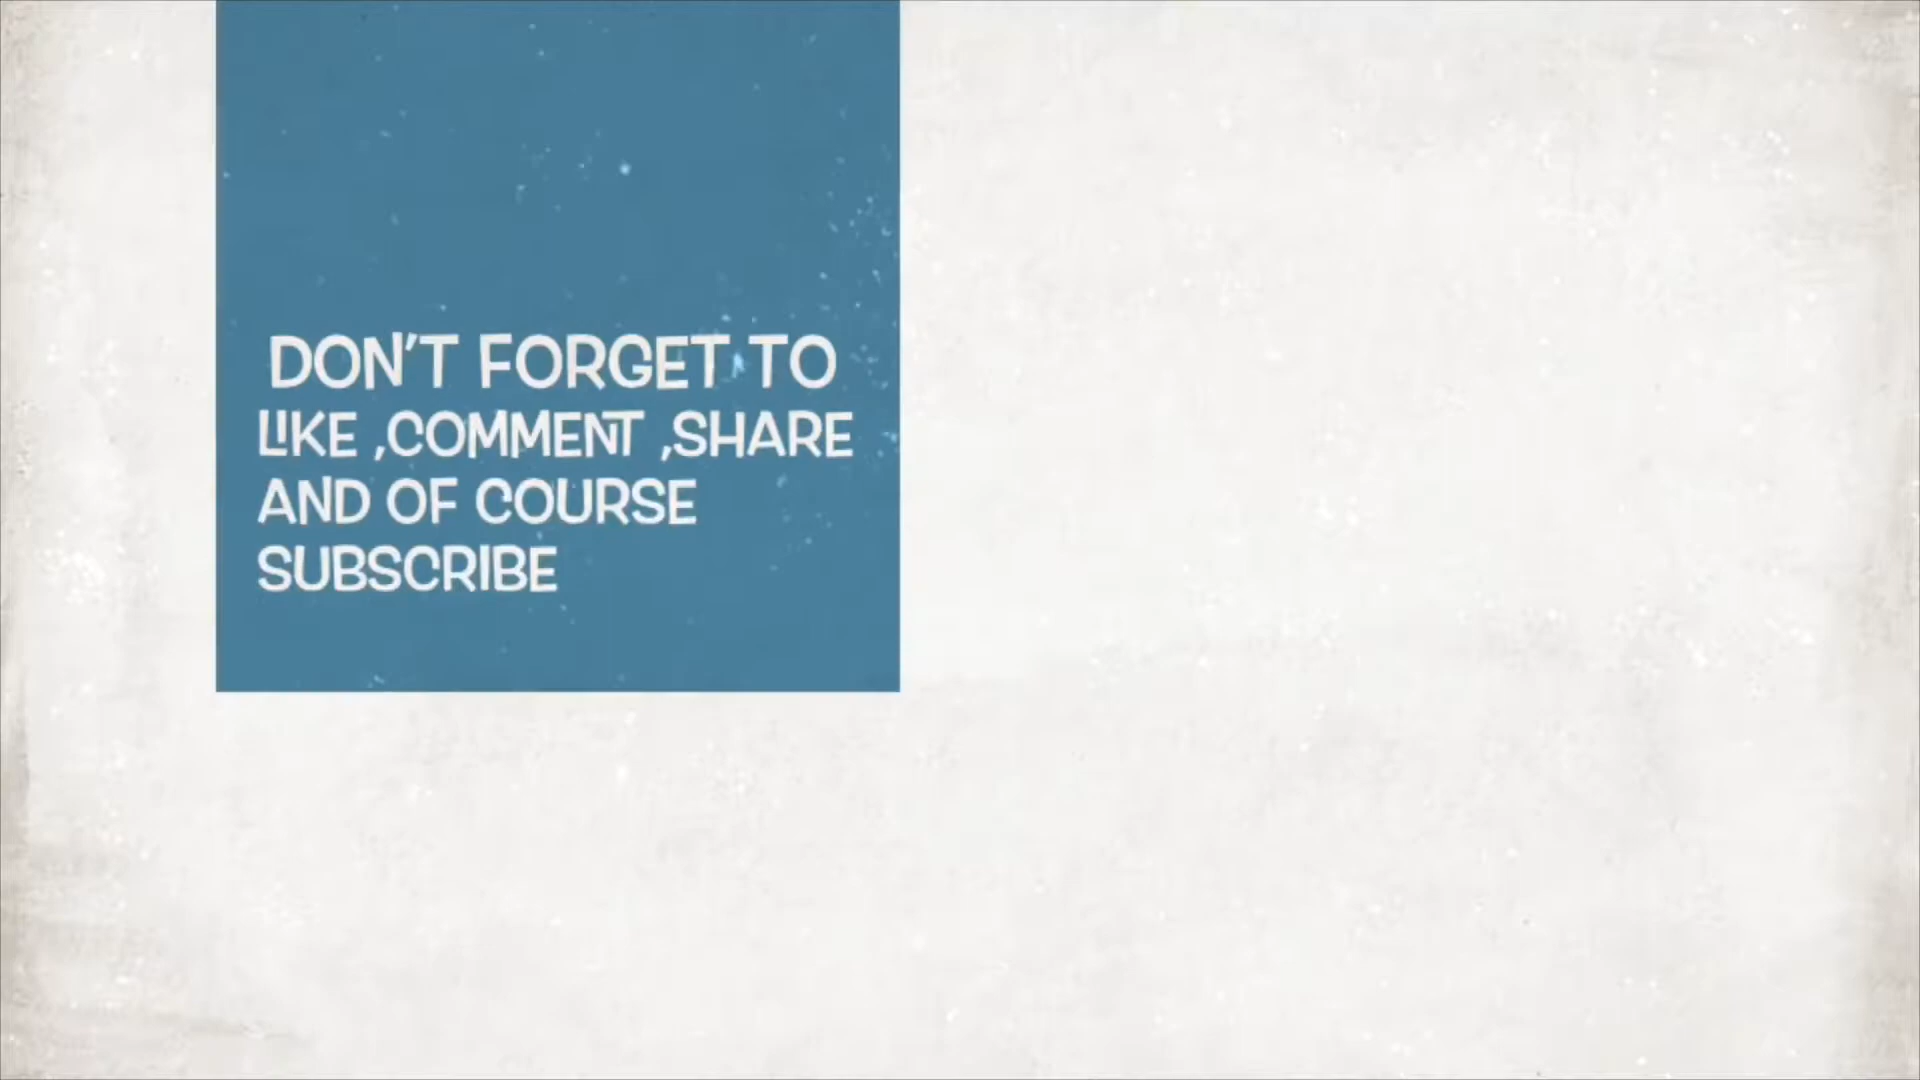 DON'T FORGET TO
LIKE ,COMMENT ,SHARE
AND OF COURSE
SUBSCRIBE